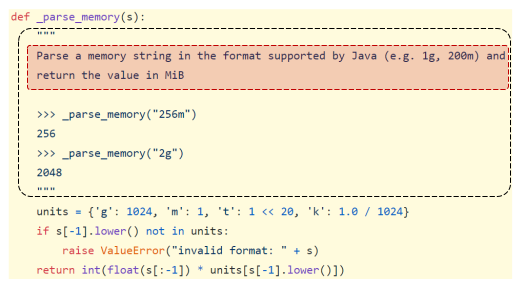 def _parse_memory(s):
    """
    Parse a memory string in the format supported by Java (e.g. 1g, 200m) and
    return the value in MiB

    >>> _parse_memory("256m")
    256
    >>> _parse_memory("2g")
    2048
    """
    units = {'g': 1024, 'm': 1, 't': 1 << 20, 'k': 1.0 / 1024}
    if s[-1].lower() not in units:
        raise ValueError("invalid format: " + s)
    return int(float(s[:-1]) * units[s[-1].lower()])